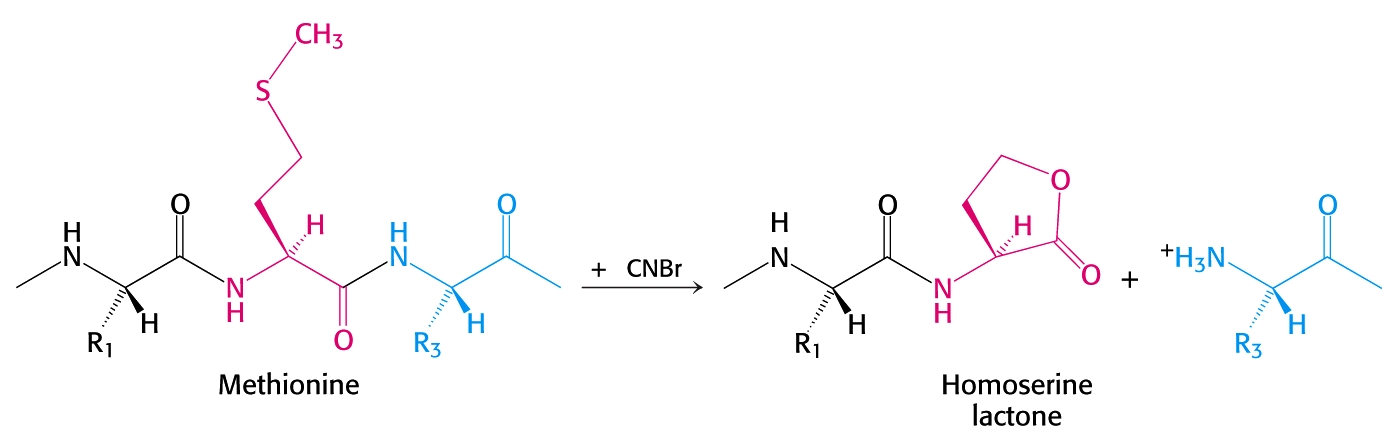 CH3
S
H
N
O
N
H
H
O
H
N
O
R1
H
R3
H
Methionine
+ CNBr
H
N
O
N
H
H
O
O
R1
H
Homoserine
lactone
+
+H3N
O
R3
H